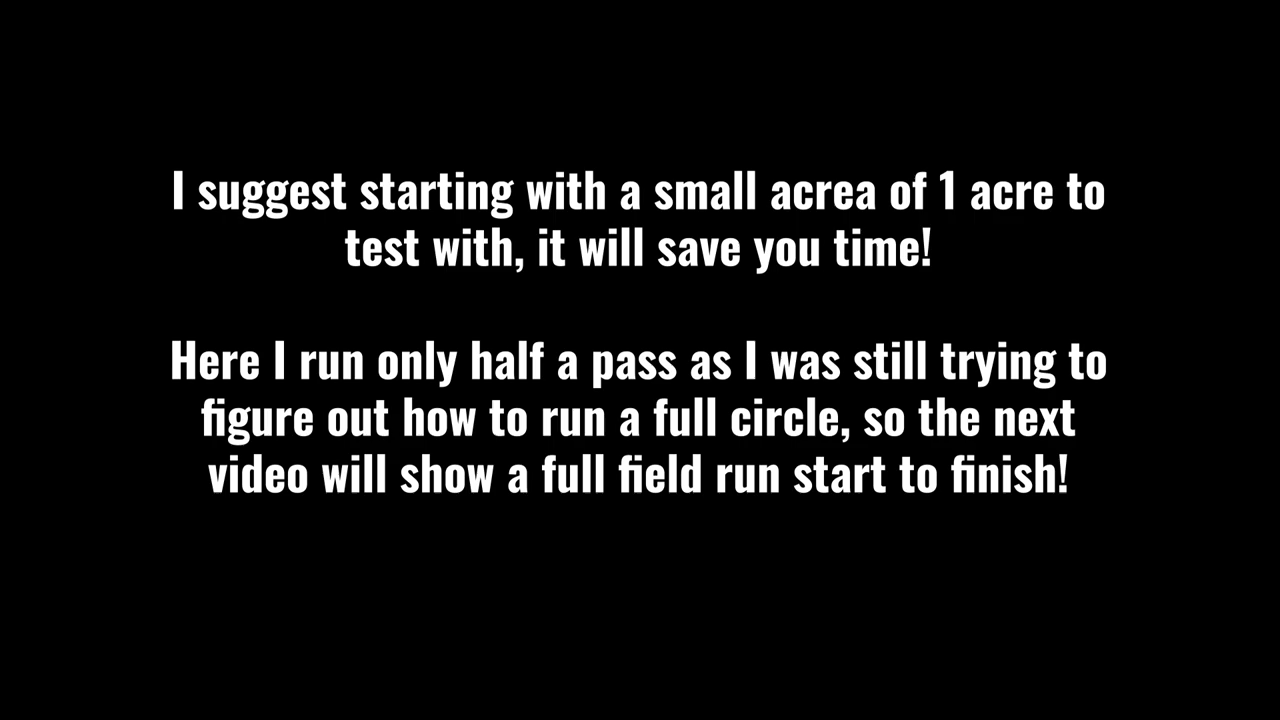 I suggest starting with a small acrea of 1 acre to
test with, it will save you time!
Here I run only half a pass as I was still trying to
figure out how to run a full circle, so the next
video will show a full field run start to finish!